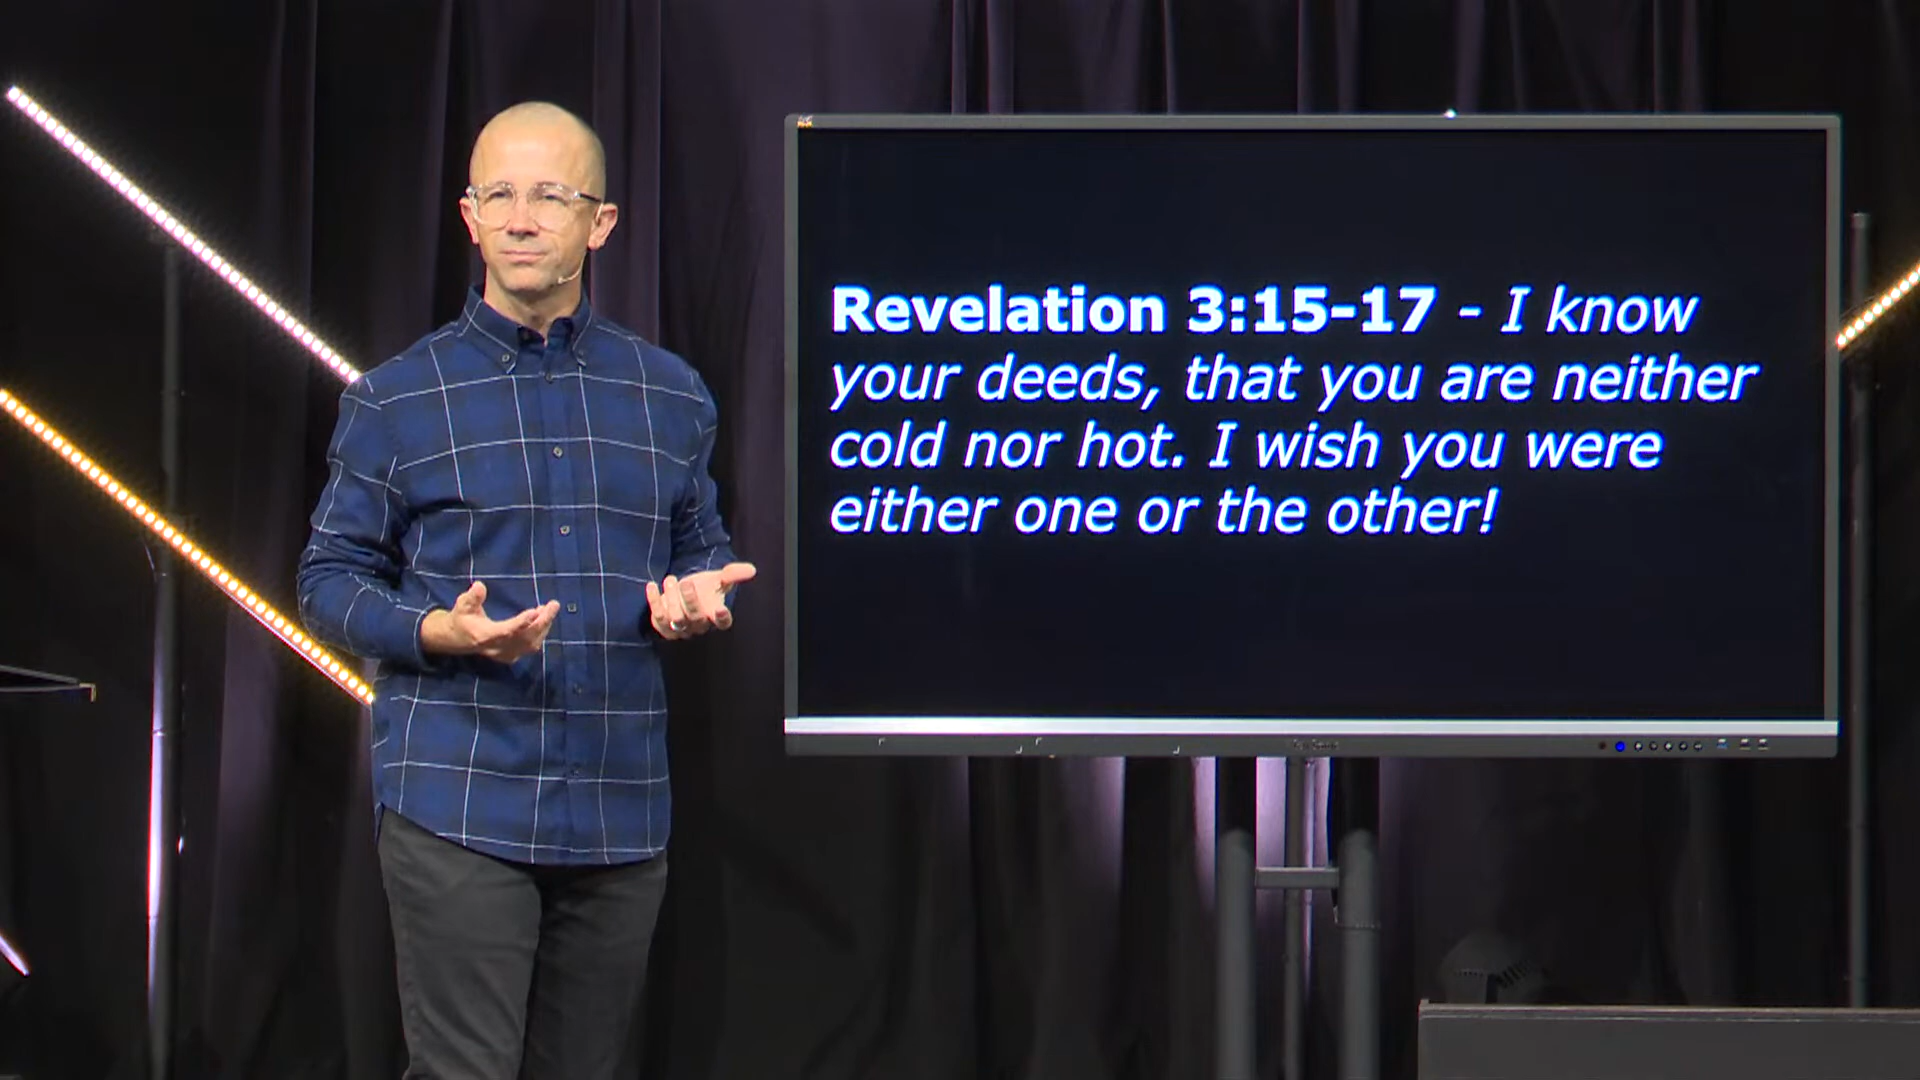 Revelation 3:15-17 - I know
your deeds, that you are neither
cold nor hot. I wish you were
either one or the other!